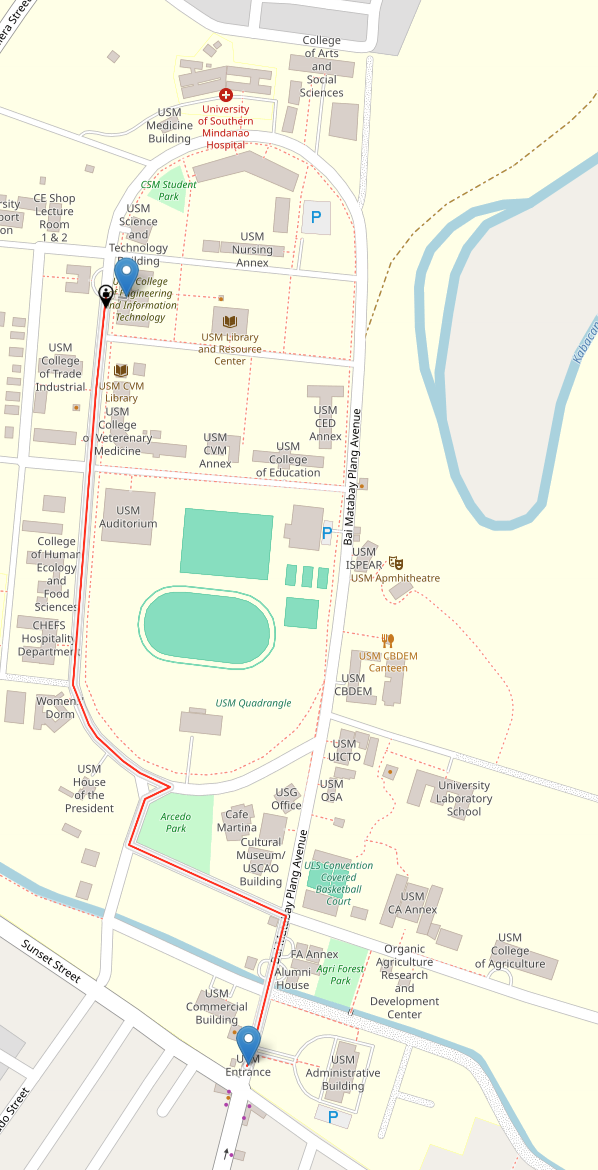 era Street
College
of Arts
and
Social
Sciences
University
of Southern
Mindanao
Hospital
USM
Medicine
Building
CSM Student
Park
P
CE Shop
Lecture
Room
1 & 2
USM
Science
and
Technology
Building
USM
Nursing
Annex
College
Engineering
and Information
Technology
USM Library
and Resource
Center
Kabacan
USM
College
of Trade
Industrial
USM CVM
Library
USM
College
of Veterenary
Medicine
USM
CED
Annex
USM
CVM
Annex
USM
College
of Education
Bai Matabay Plang Avenue
USM
Auditorium
P
USM
ISPEAR
USM Apmhitheatre
College
of Human
Ecology
and
Food
Sciences
CHEFS
Hospitality
Department
USM CBDEM
Canteen
USM
CBDEM
Women
Dorm
USM Quadrangle
USM
UICTO
USM
House
of the
President
USM
OSA
USG
Office
University
Laboratory
School
Arcedo
Park
Cafe
Martina
Cultural
Museum/
USCAO
Building
Bai Matabay Plang Avenue
ULS Convention
Covered
Basketball
Court
USM
CA Annex
Sunset Street
FA Annex
Alumni
House
Agri Forest
Park
Organic
Agriculture
Research
and
Development
Center
USM
College
of Agriculture
USM
Commercial
Building
USM
Entrance
USM
Administrative
Building
P
ado Street